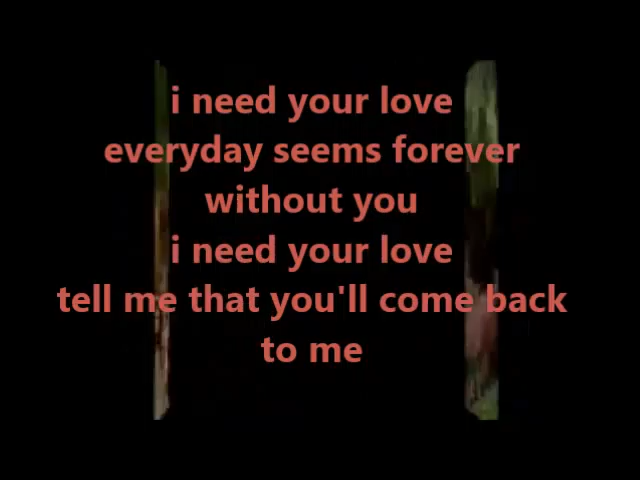 i need your love
everyday seems forever
without you
i need your love
tell me that you'll come back
to me